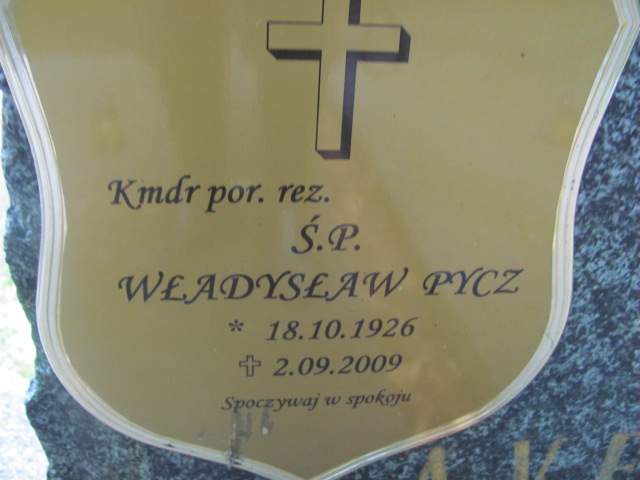 Kmdr por. rez.
Ś.P.
WŁADYSŁAW PYCZ
* 18.10.1926
✝ 2.09.2009
Spoczywaj w spokoju